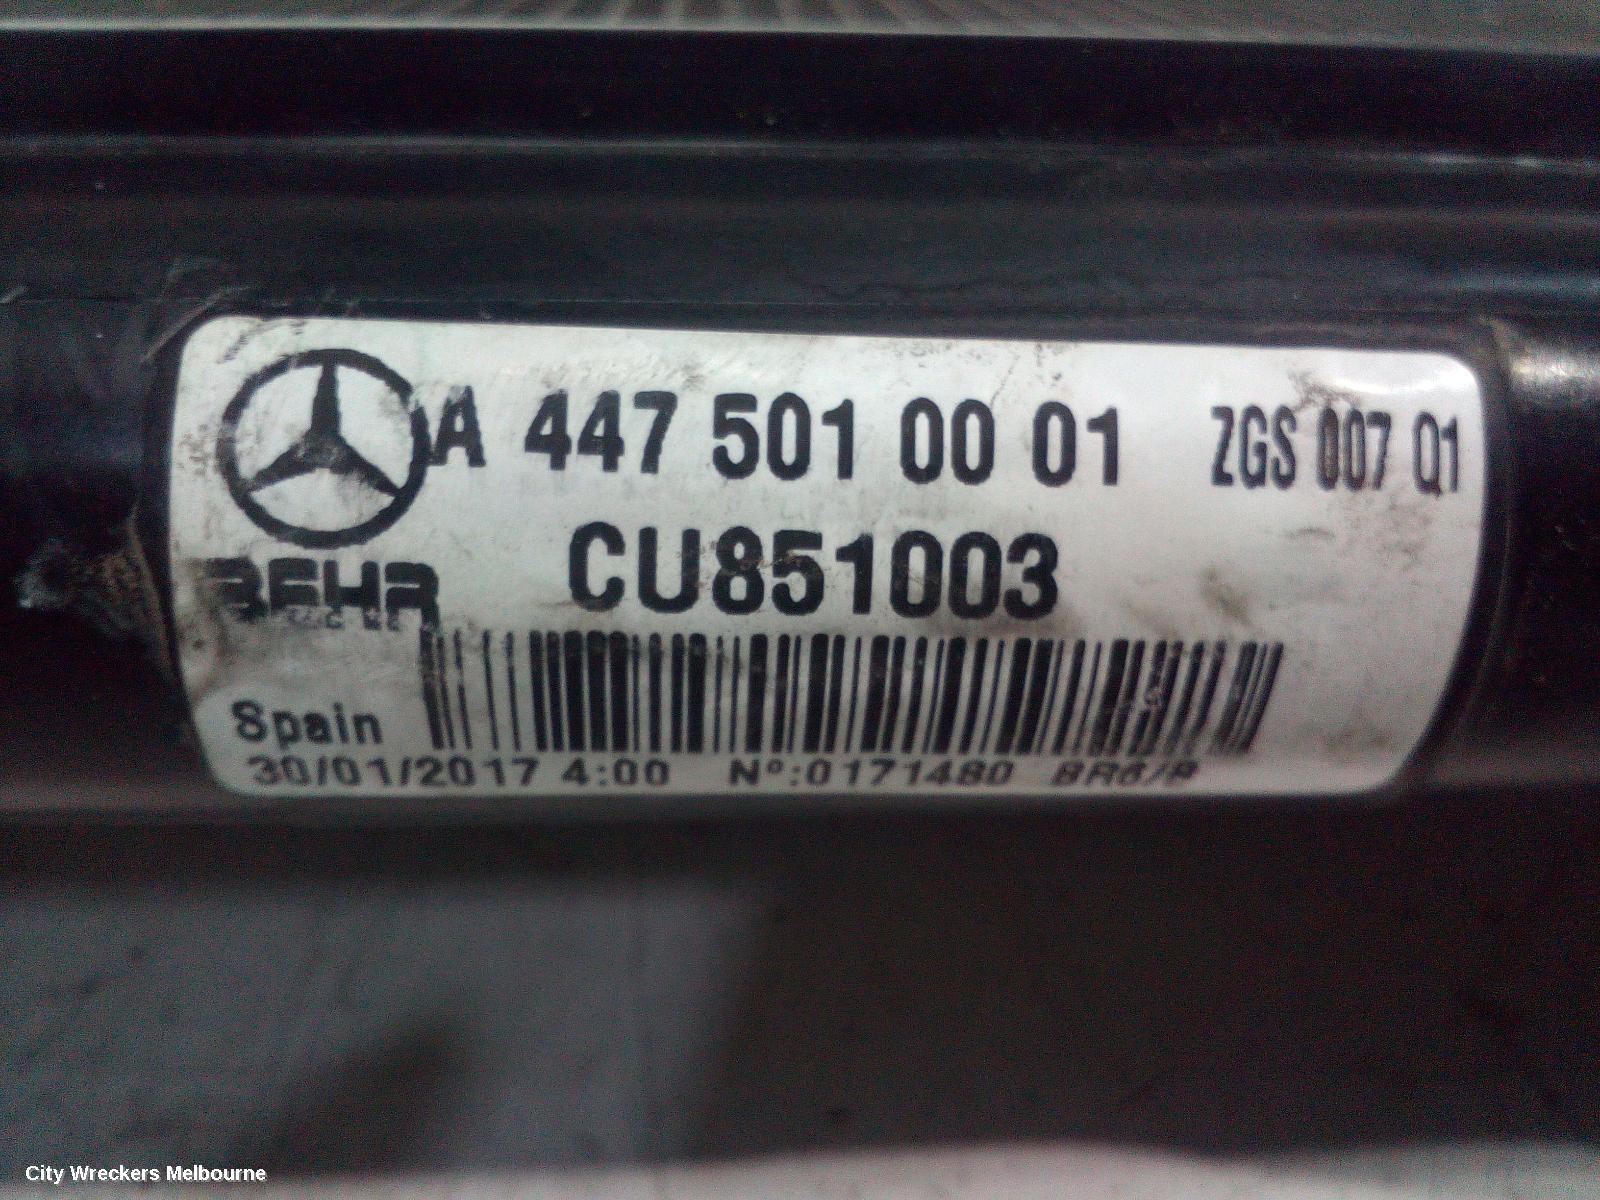 A 447 501 00 01 ZGS 007 Q1
BEHR
CU851003
Spain
30/01/2017 4:00 Nº:0171480
City Wreckers Melbourne